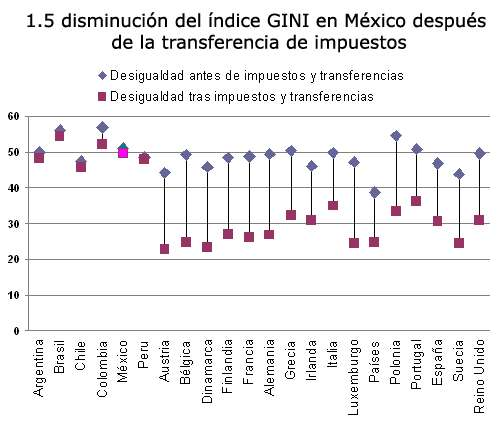 1.5 disminución del índice GINI en México después
de la transferencia de impuestos
Desigualdad antes de impuestos y transferencias
Desigualdad tras impuestos y transferencias
60
50
40
30
20
10
0
Argentina
Brasil
Chile
Colombia
México
Peru
Austria
Bélgica
Dinamarca
Finlandia
Francia
Alemania
Grecia
Irlanda
Italia
Luxemburgo
Países
Polonia
Portugal
España
Suecia
Reino Unido